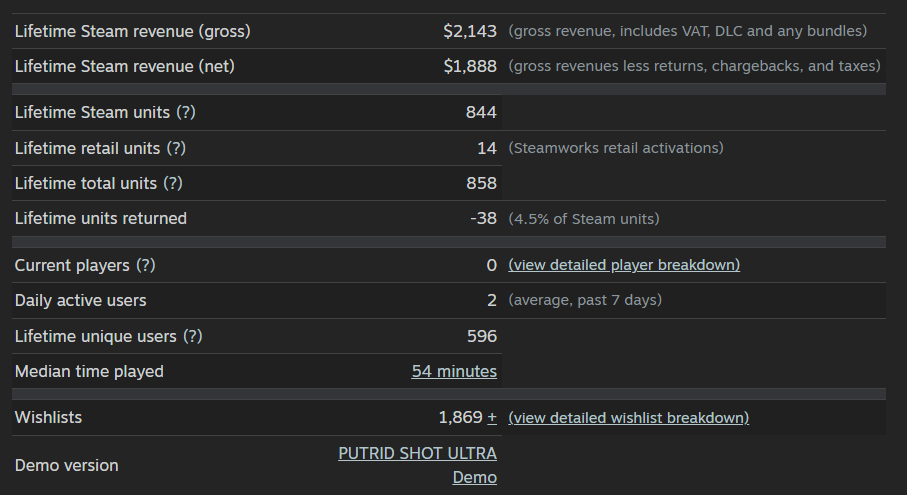 Lifetime Steam revenue (gross) $2,143 (gross revenue, includes VAT, DLC and any bundles)
Lifetime Steam revenue (net) $1,888 (gross revenues less returns, chargebacks, and taxes)
Lifetime Steam units (?) 844
Lifetime retail units (?) 14 (Steamworks retail activations)
Lifetime total units (?) 858
Lifetime units returned -38 (4.5% of Steam units)
Current players (?) 0 (view detailed player breakdown)
Daily active users 2 (average, past 7 days)
Lifetime unique users (?) 596
Median time played 54 minutes
Wishlists 1,869 + (view detailed wishlist breakdown)
Demo version PUTRID SHOT ULTRA
Demo